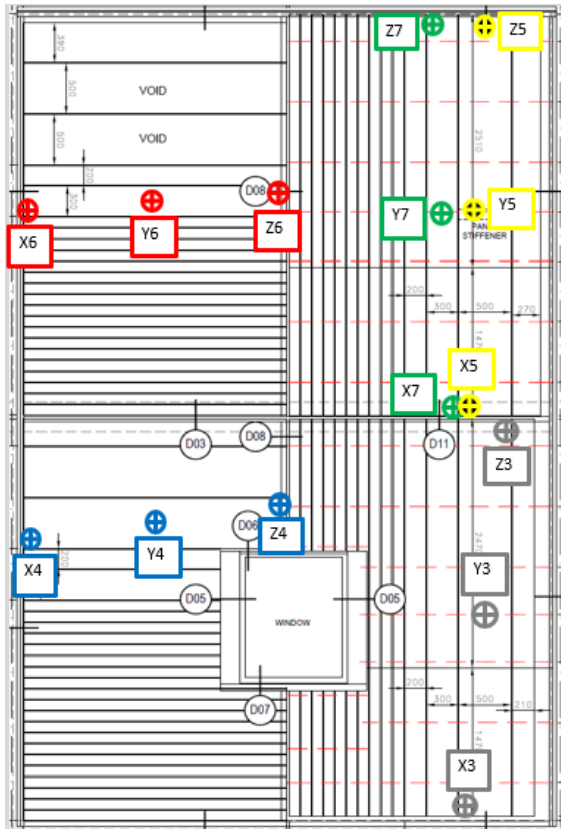 Z7
Z5
390
500
VOID
500
VOID
2510
200
300
D08
X6
Y6
Z6
Y7
Y5
STIFFENER
200
300
500
270
X5
X7
D03
D08
D11
Z3
X4
Y4
Z4
D06
200
Y3
D05
D05
WINDOW
200
300
500
210
D07
X3